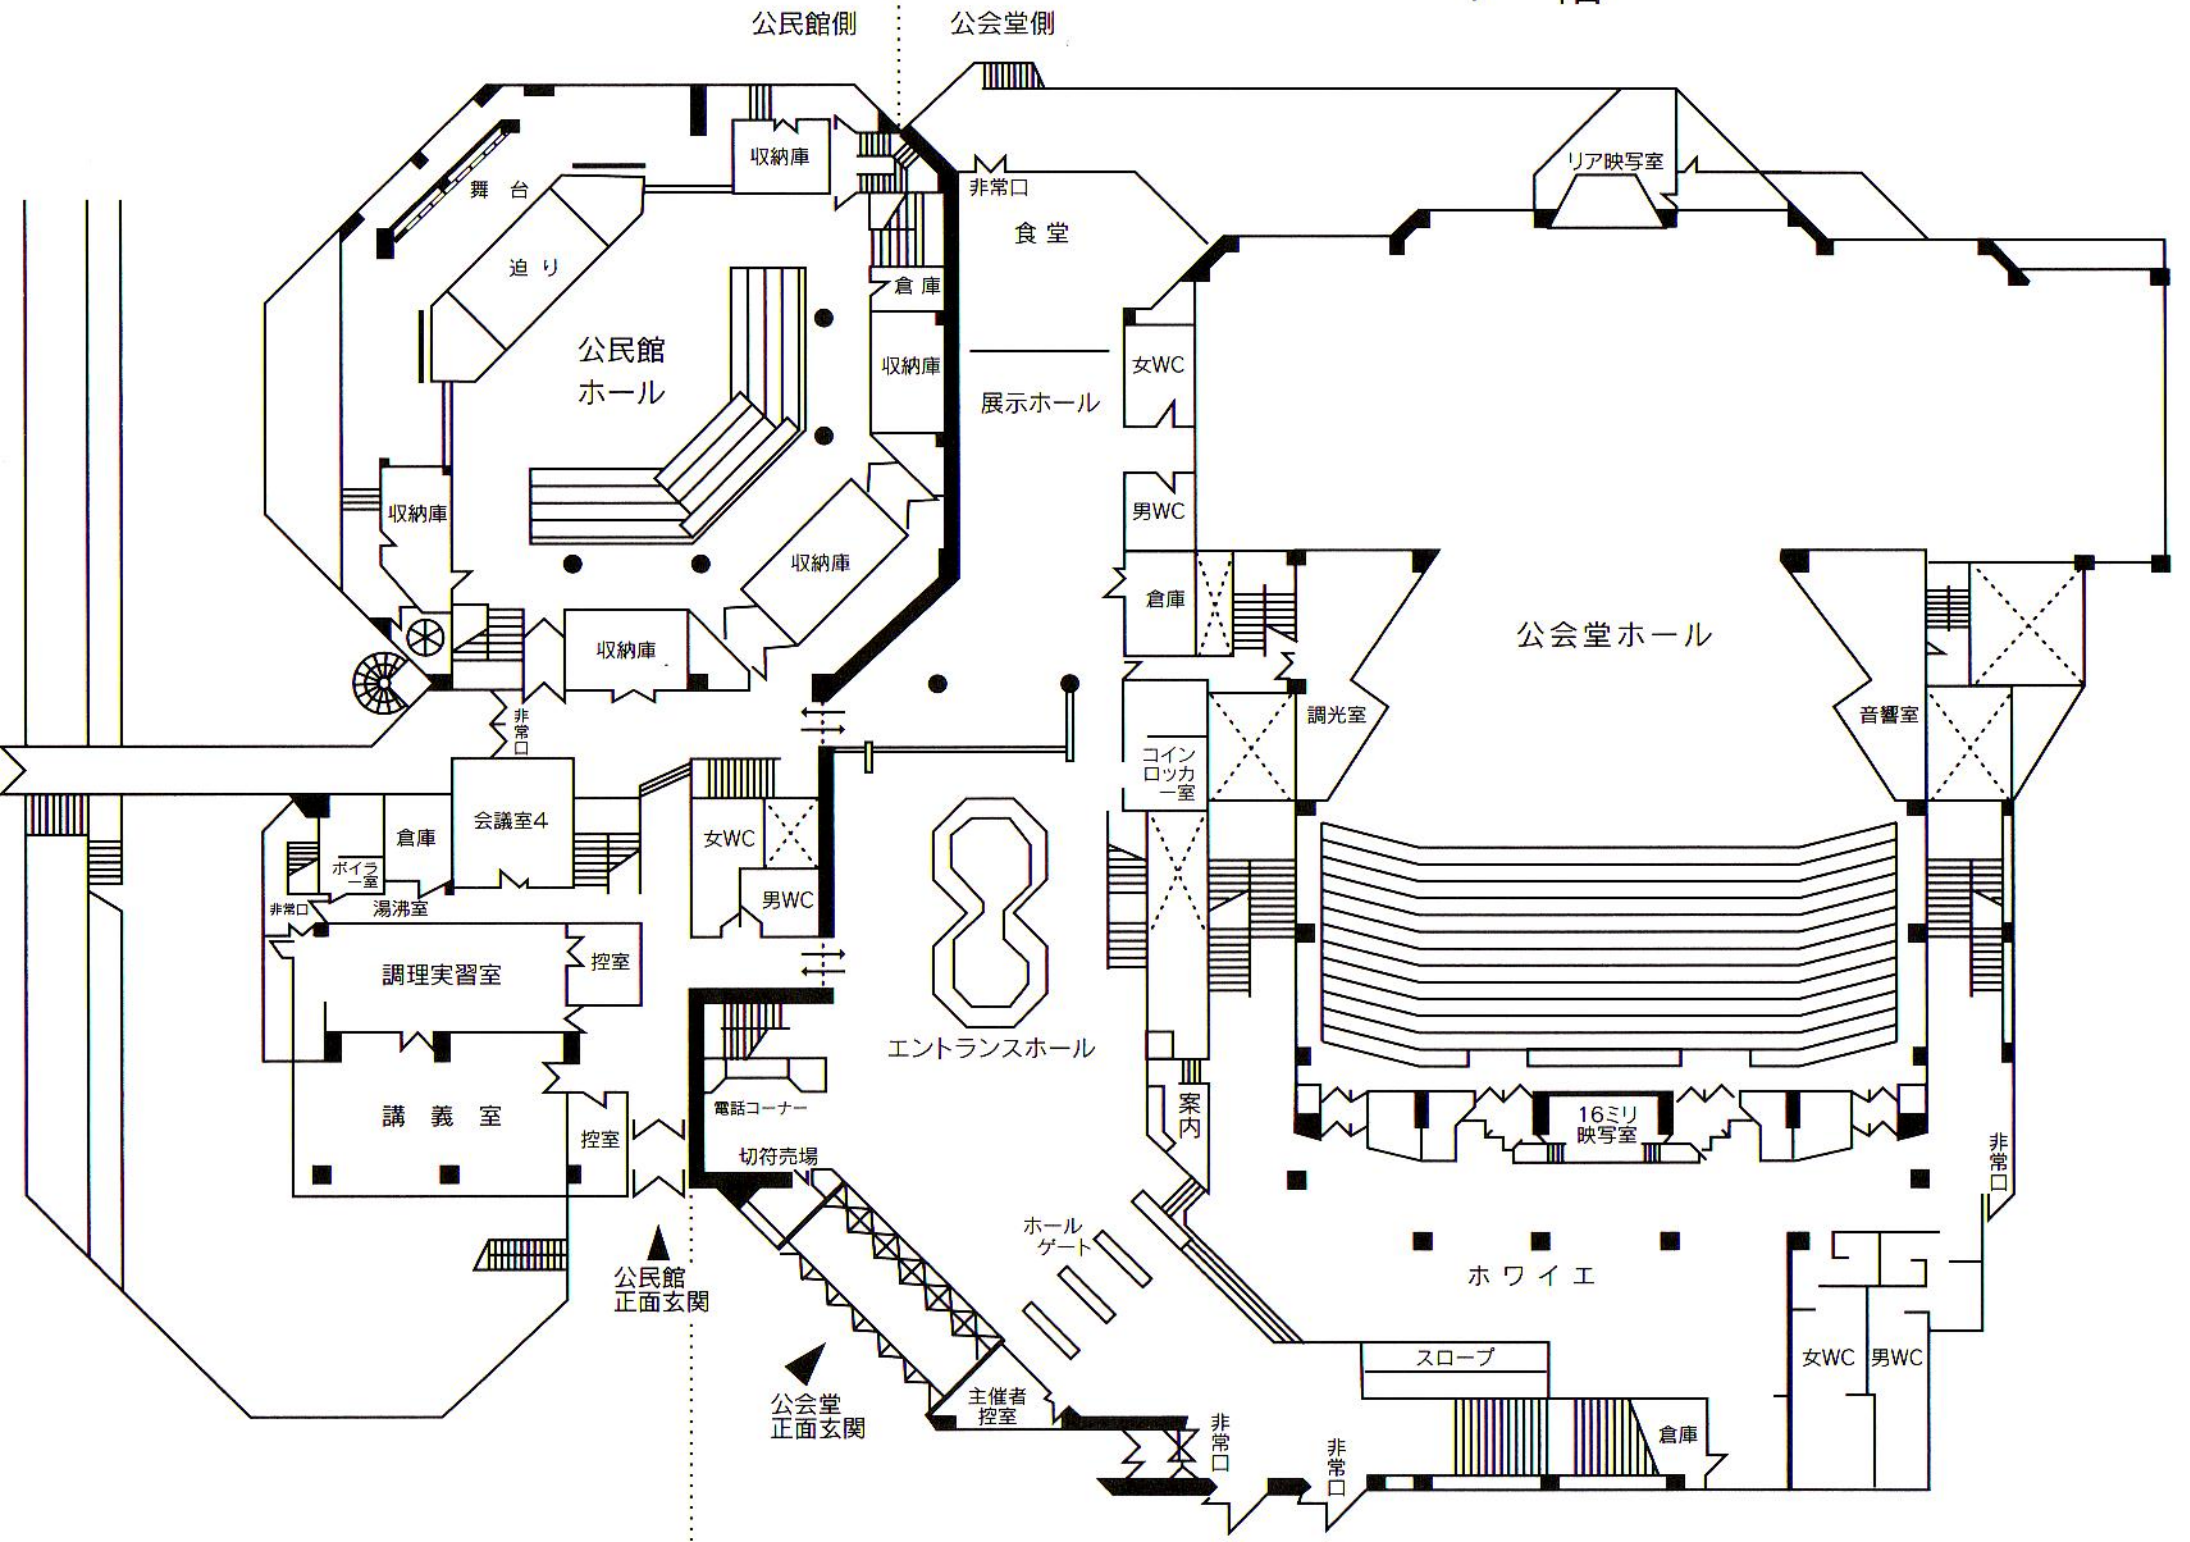 公民館側
公会堂側
収納庫
リア映写室
舞台
非常口
食堂
迫り
倉庫
公民館
ホール
収納庫
女WC
展示ホール
収納庫
男WC
収納庫
倉庫
収納庫
公会堂ホール
非常口
調光室
音響室
コイン
ロッカ
ー室
会議室4
倉庫
女WC
ボイラ
ー室
男WC
非常口
湯沸室
調理実習室
控室
エントランスホール
電話コーナー
案内
16ミリ
映写室
講義室
控室
切符売場
非常口
ホール
ゲート
公民館
正面玄関
ホワイエ
スロープ
女WC
男WC
公会堂
正面玄関
主催者
控室
非常口
非常口
倉庫